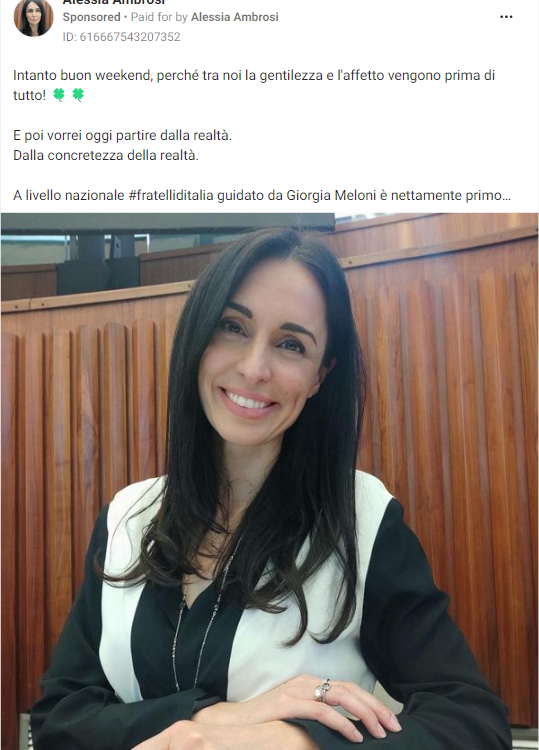 Alessia Ambrosi
Sponsored • Paid for by Alessia Ambrosi
ID: 616667543207352
Intanto buon weekend, perché tra noi la gentilezza e l'affetto vengono prima di
tutto! 🍀 🍀
E poi vorrei oggi partire dalla realtà.
Dalla concretezza della realtà.
A livello nazionale #fratelliditalia guidato da Giorgia Meloni è nettamente primo...